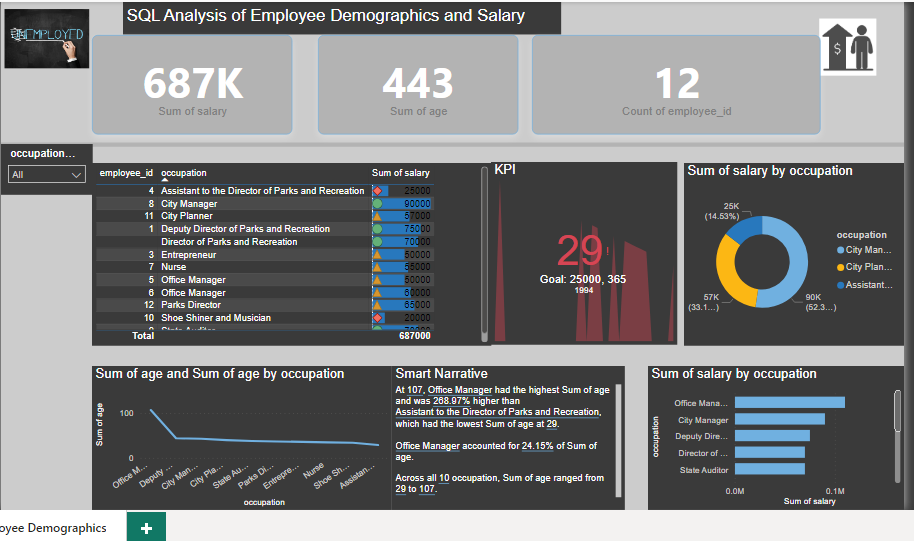 SQL Analysis of Employee Demographics and Salary
EMPLOYED
$
687K
Sum of salary
443
Sum of age
12
Count of employee_id
occupation...
All
employee_id occupation Sum of salary
4 Assistant to the Director of Parks and Recreation 25000
8 City Manager 90000
11 City Planner 57000
1 Deputy Director of Parks and Recreation 75000
Director of Parks and Recreation 70000
3 Entrepreneur
7 Nurse
5 Office Manager
6 Office Manager
12 Parks Director 65000
10 Shoe Shiner and Musician 20000
9 State Auditor
Total 687000
KPI
29
Goal: 25000, 365
1994
Sum of salary by occupation
25K
(14.53%)
57K
(33.1...)
90K
(52.3...)
occupation
City Man...
City Plan...
Assistant...
Sum of age and Sum of age by occupation
Sum of age
100
0
Office M...
Deputy ...
City Man...
City Pla...
State Au...
Parks Di...
Entrepre...
Nurse
Shoe Sh...
Assistan...
occupation
Smart Narrative
At 107, Office Manager had the highest Sum of age
and was 268.97% higher than
Assistant to the Director of Parks and Recreation,
which had the lowest Sum of age at 29.
Office Manager accounted for 24.15% of Sum of
age.
Across all 10 occupation, Sum of age ranged from
29 to 107.
Sum of salary by occupation
occupation
Office Mana...
City Manager
Deputy Dire...
Director of ...
State Auditor
0.0M
0.1M
Sum of salary
oyee Demographics
+